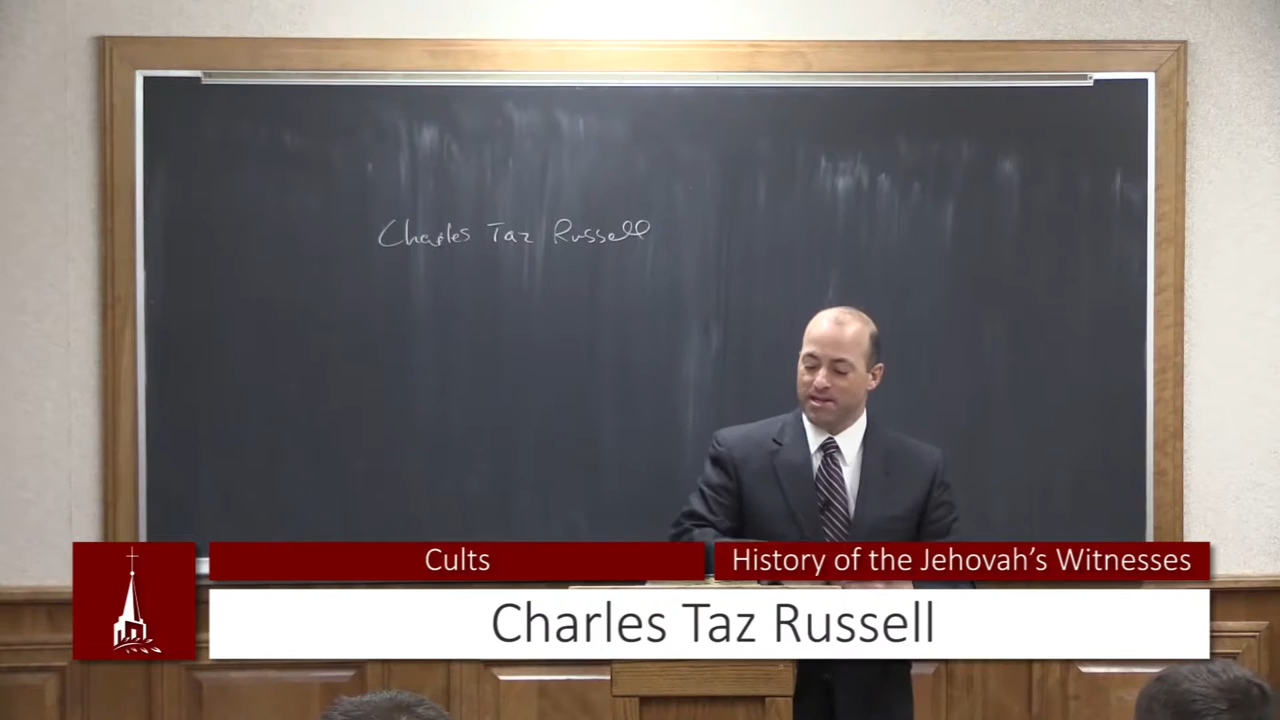 Charles Taz Russell
Cults
History of the Jehovah's Witnesses
Charles Taz Russell